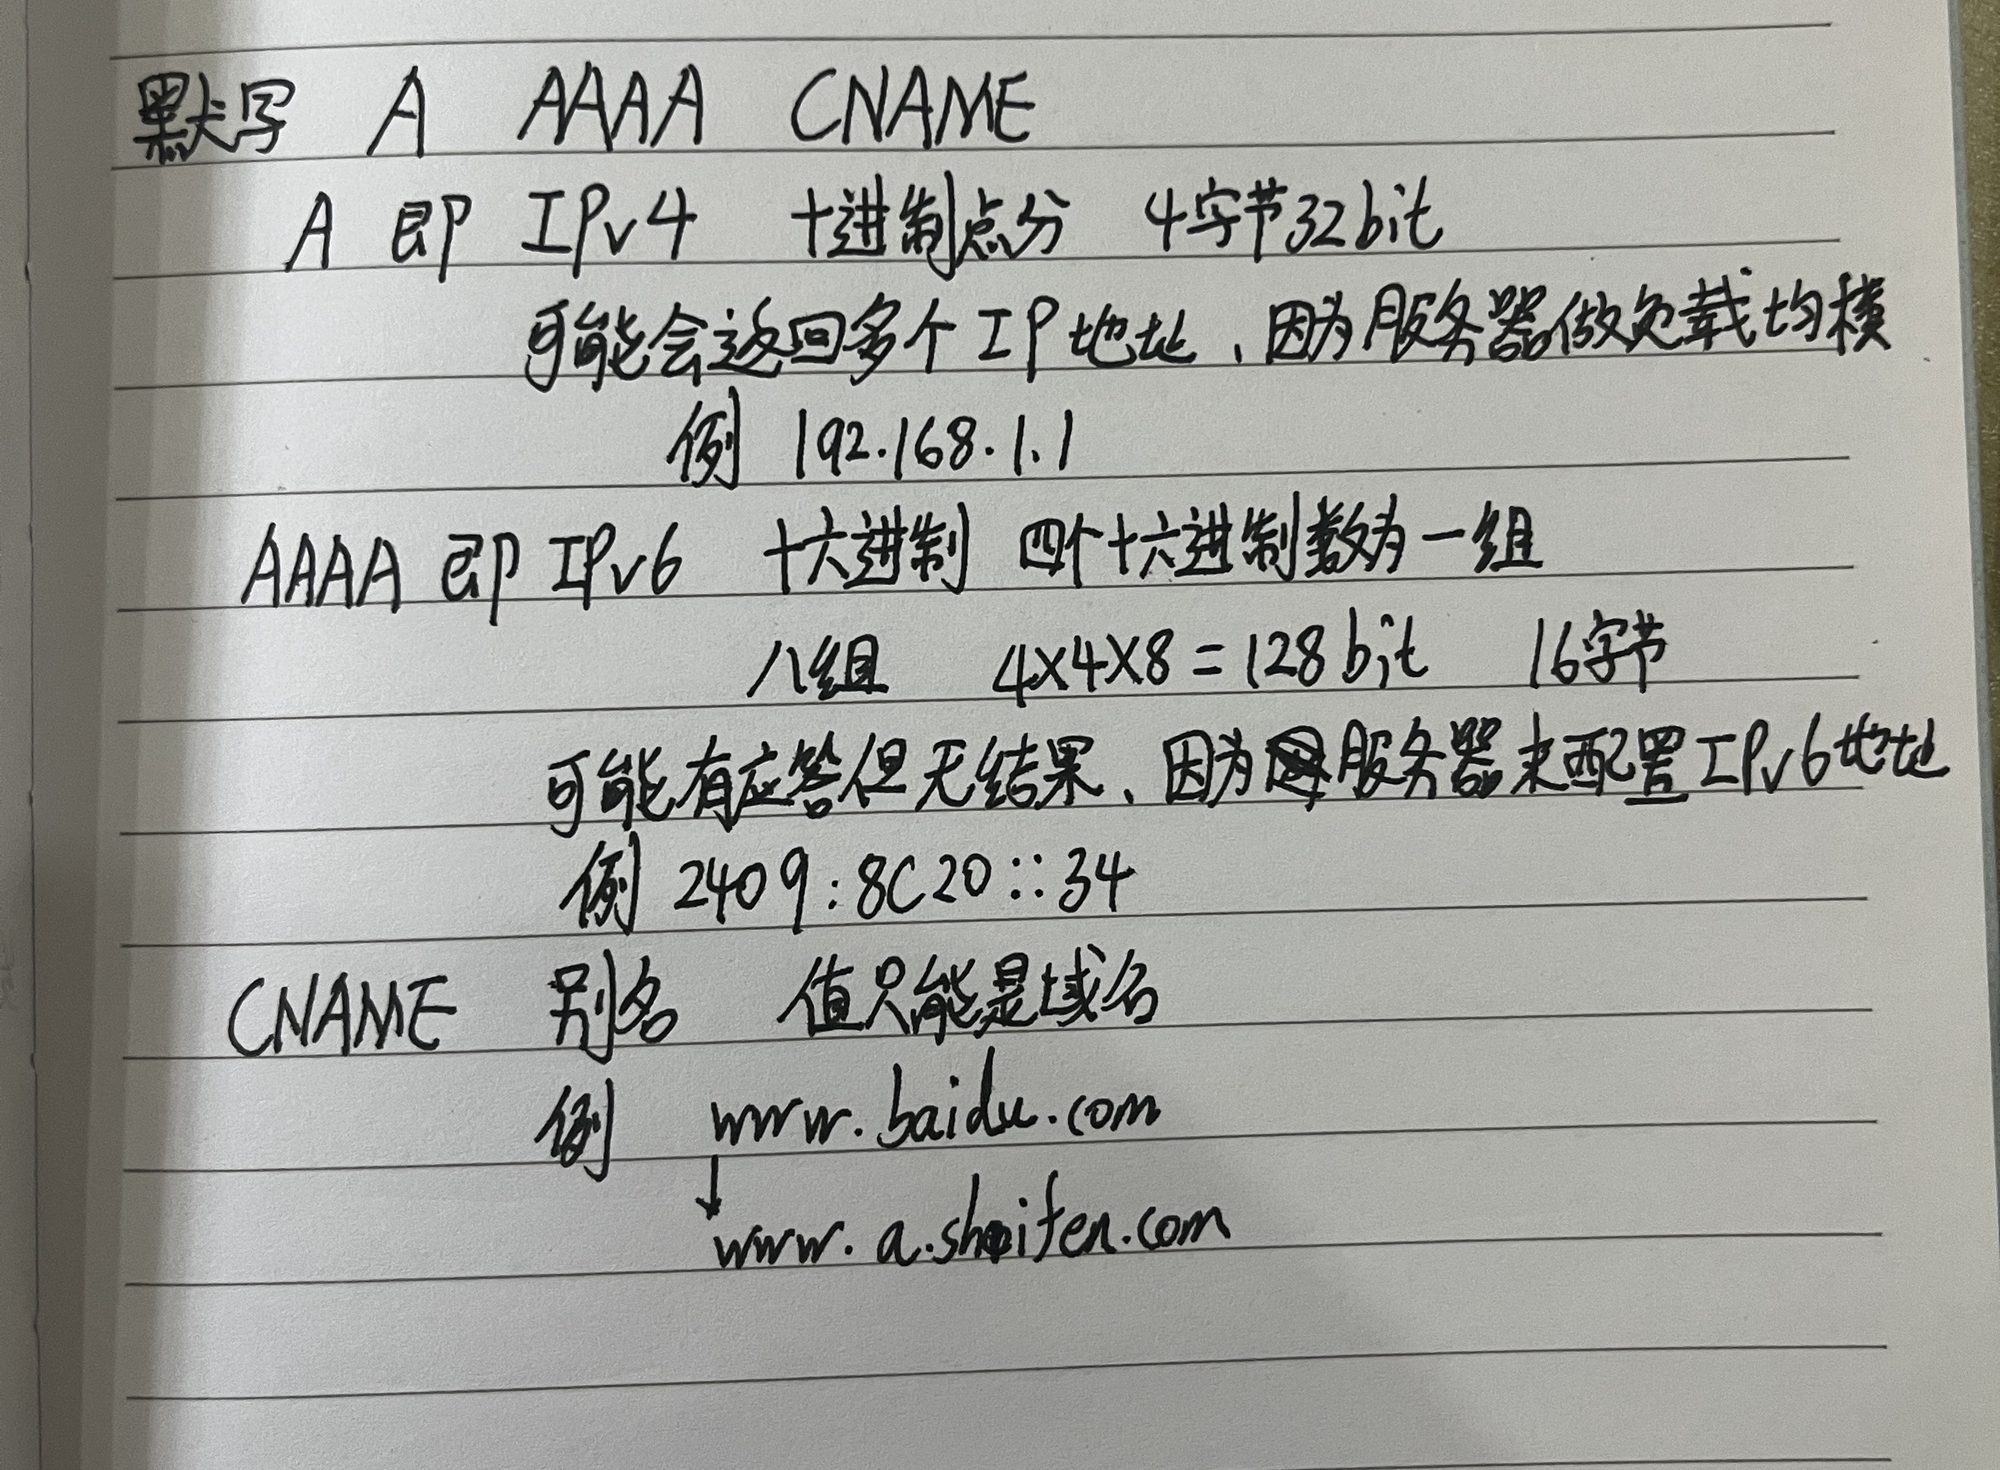 默写 A AAAA CNAME
A 即 IPv4 十进制点分 4字节32bit
可能会返回多个IP地址、因为服务器做负载均横
例 192.168.1.1
AAAA 即 IPv6 十六进制 四个十六进制数为一组
八组 4×4×8=128bit 16字节
可能有应答但无结果、因为服务器未配置IPv6地址
例 2409:8C20::34
CNAME 别名 值只能是域名
例 www.baidu.com
↓
www.a.shifen.com